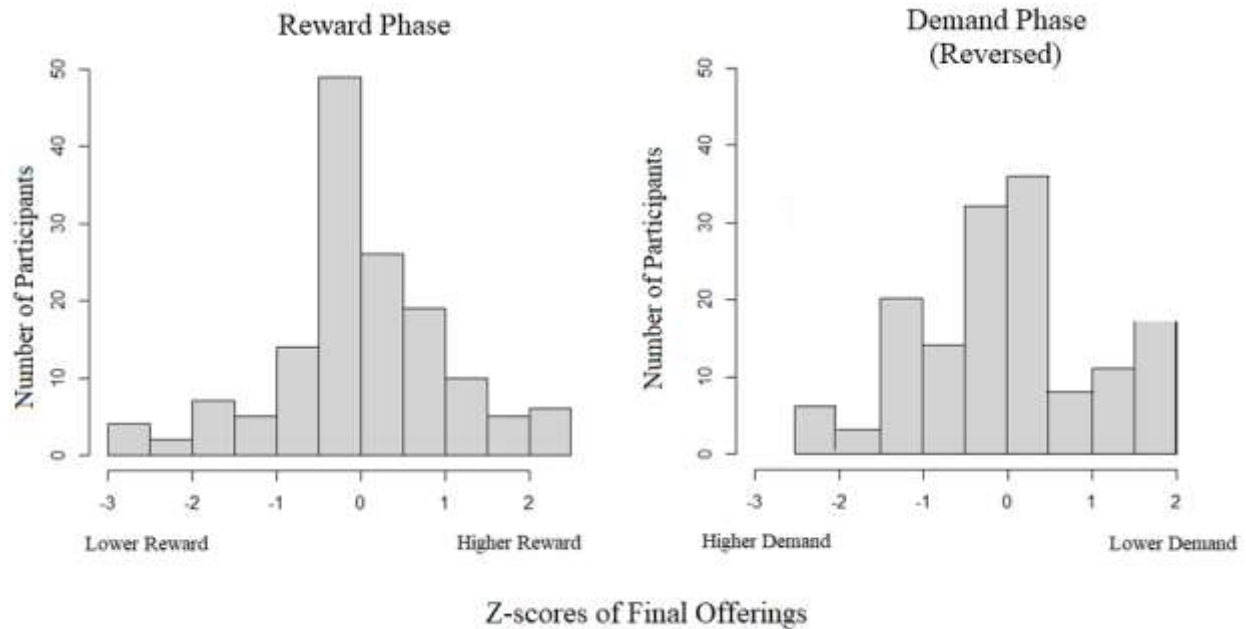 Reward Phase
Number of Participants
50
40
30
20
10
0
-3
-2
-1
0
1
2
Lower Reward
Higher Reward
Demand Phase
(Reversed)
Number of Participants
50
40
30
20
10
0
-3
-2
-1
0
1
2
Higher Demand
Lower Demand
Z-scores of Final Offerings